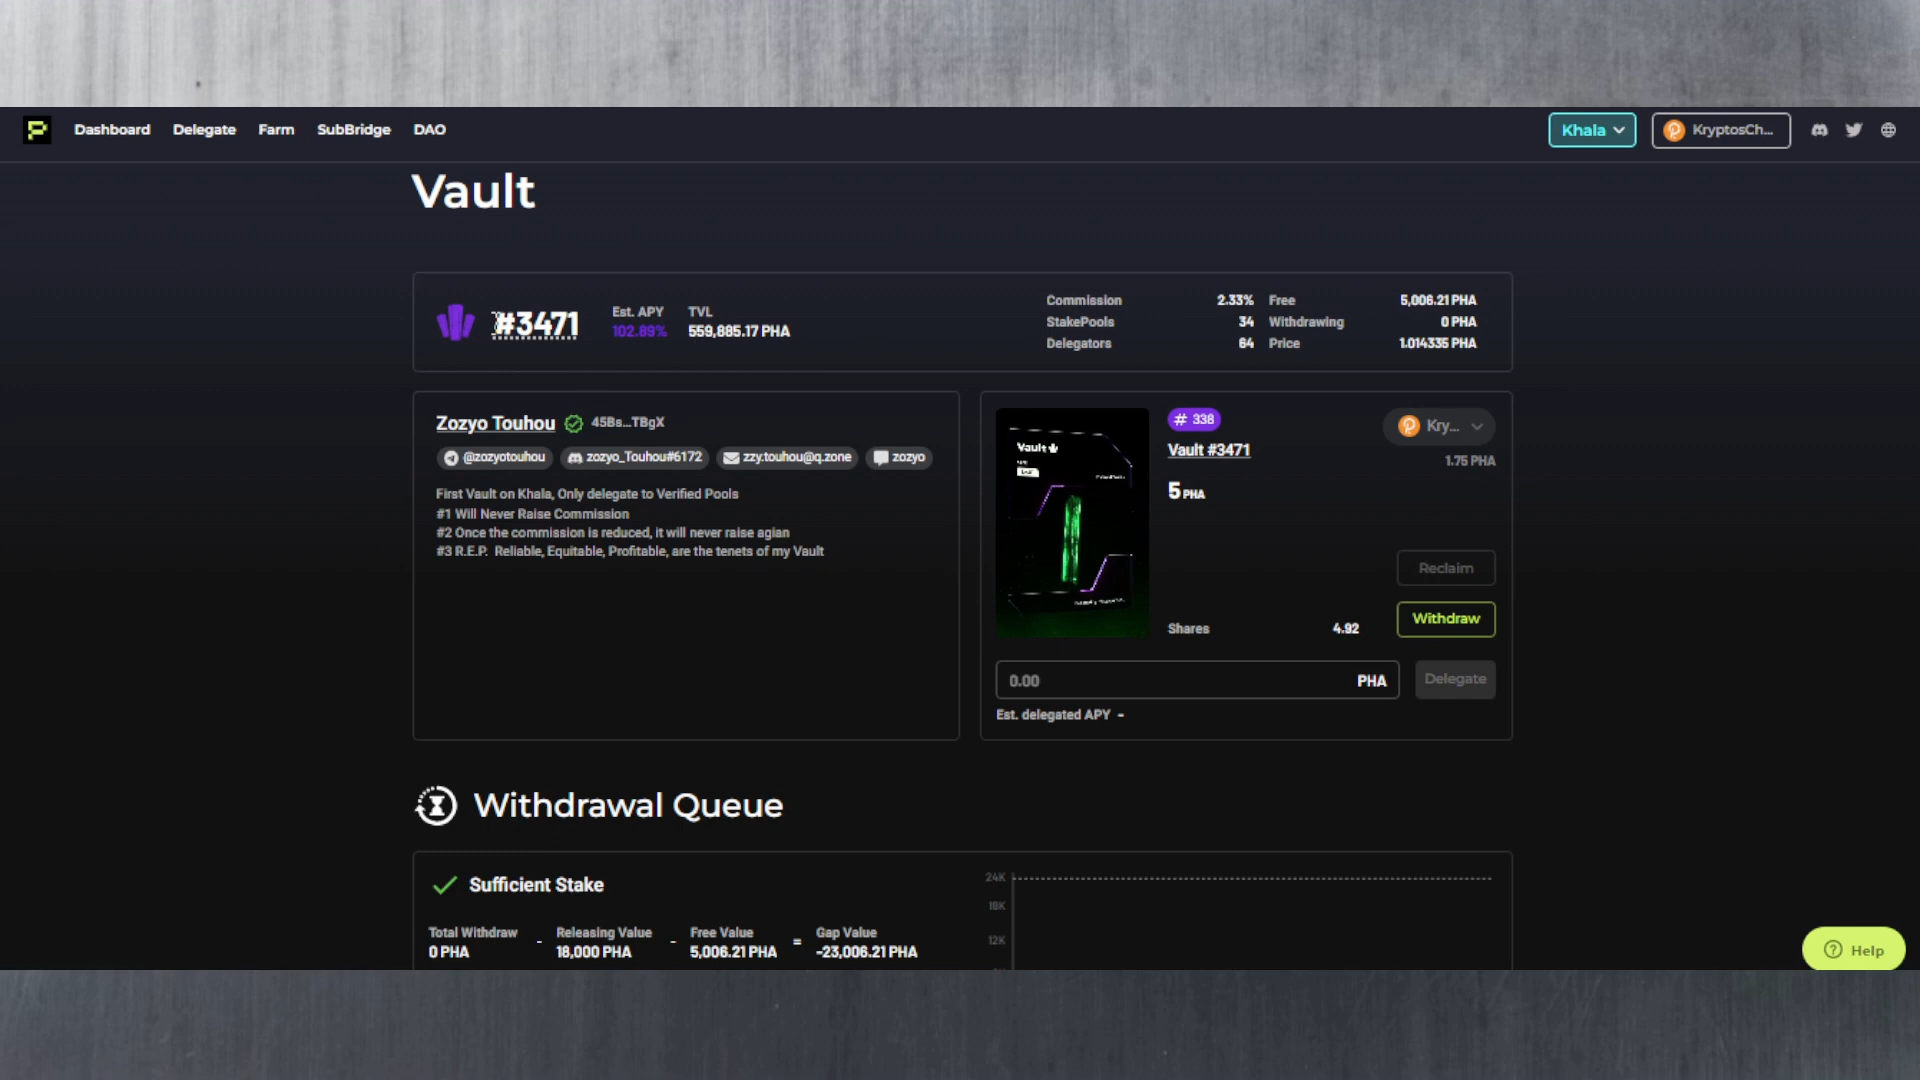 Dashboard Delegate Farm SubBridge DAO
Khala KryptosCh...
Vault
#3471
Est. APY TVL
102.89% 559,885.17 PHA
Commission 2.33% Free 5,006.21 PHA
StakePools 34 Withdrawing 0 PHA
Delegators 64 Price 1.014335 PHA
Zozyo Touhou 45Bs...TBgX
@zozyotouhou zozyo_Touhou#6172 zzy.touhou@q.zone zozyo
First Vault on Khala, Only delegate to Verified Pools
#1 Will Never Raise Commission
#2 Once the commission is reduced, it will never raise agian
#3 R.E.P. Reliable, Equitable, Profitable, are the tenets of my Vault
Vault
# 338
Vault #3471
5 PHA
Kry...
1.75 PHA
Reclaim
Withdraw
Shares 4.92
0.00 PHA Delegate
Est. delegated APY -
Withdrawal Queue
Sufficient Stake
Total Withdraw Releasing Value Free Value Gap Value
0 PHA - 18,000 PHA - 5,006.21 PHA = -23,006.21 PHA
24K
18K
12K
Help